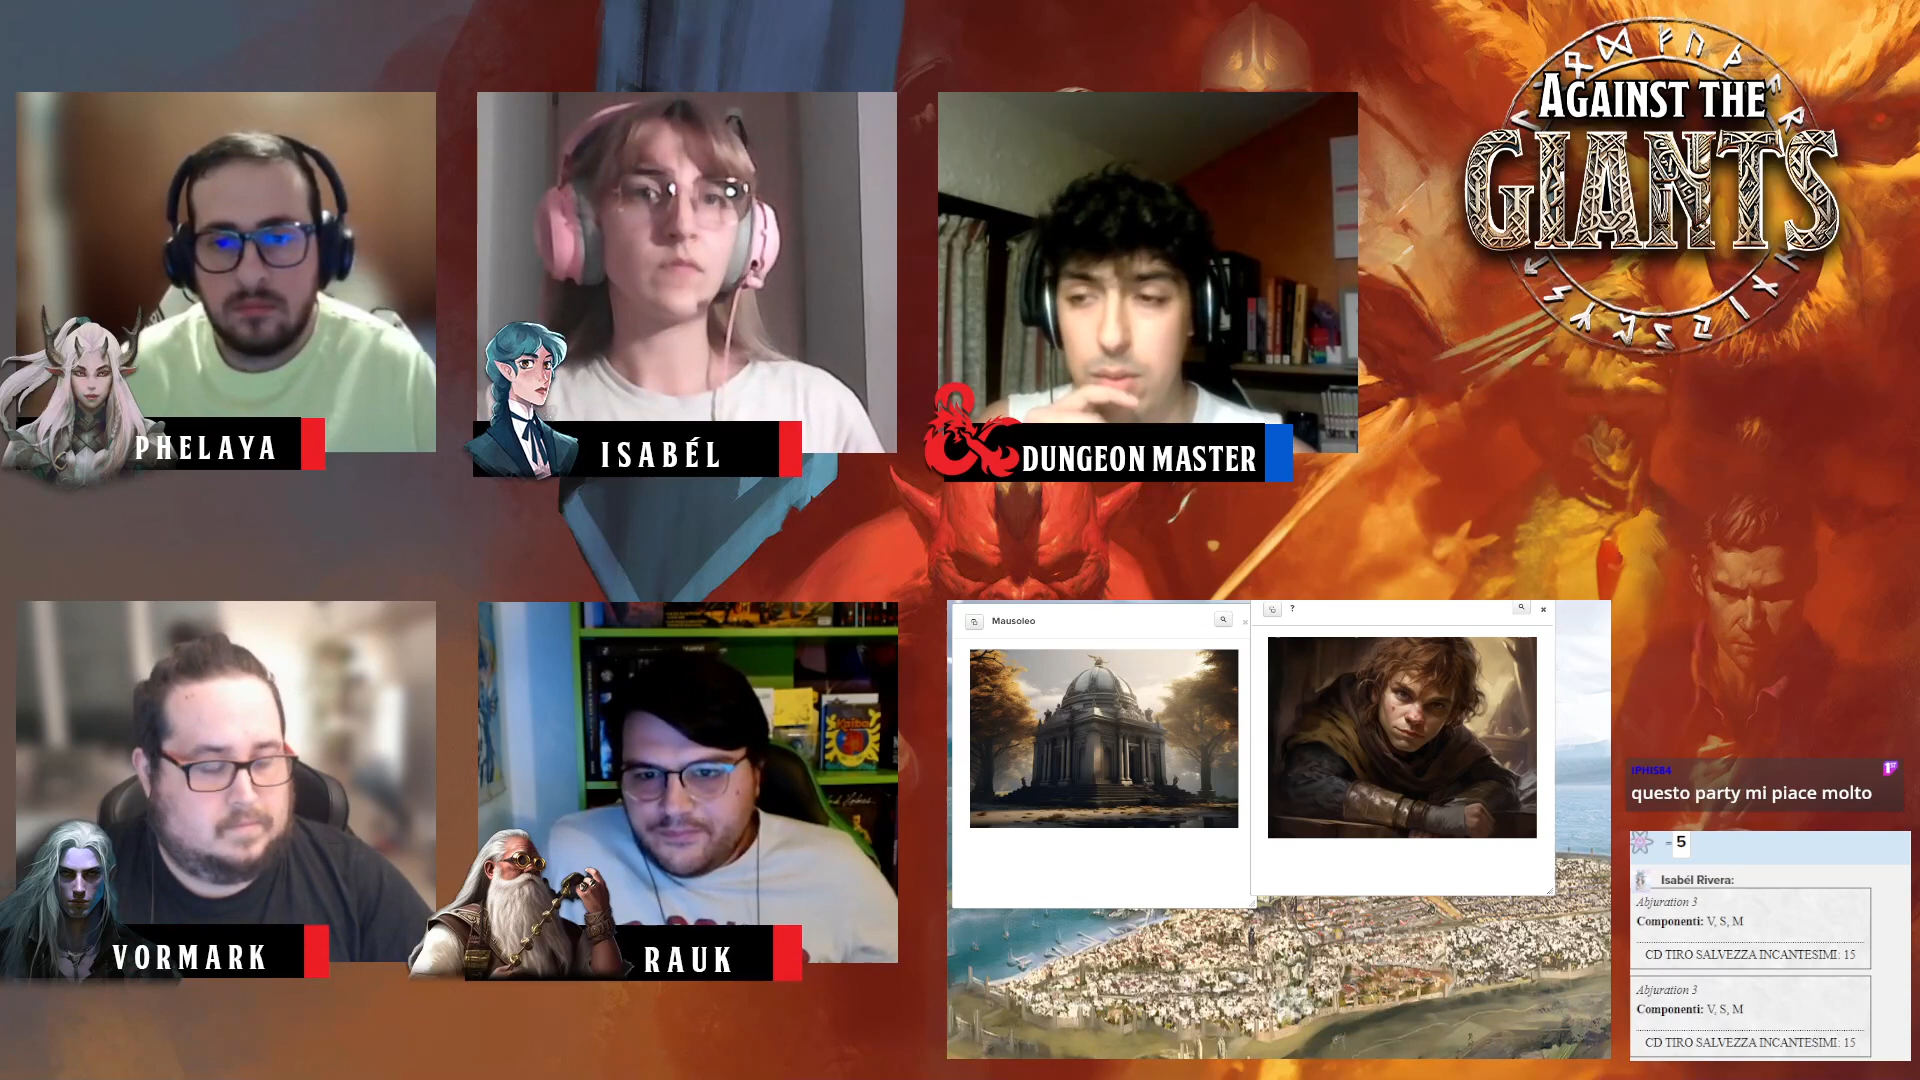 AGAINST THE
GIANTS
PHELAYA
ISABÉL
DUNGEON MASTER
VORMARK
RAUK
Kaiba
Mausoleo
?
IPHIS84
questo party mi piace molto
= 5
Isabél Rivera:
Abjuration 3
Componenti: V, S, M
CD TIRO SALVEZZA INCANTESIMI: 15
Abjuration 3
Componenti: V, S, M
CD TIRO SALVEZZA INCANTESIMI: 15